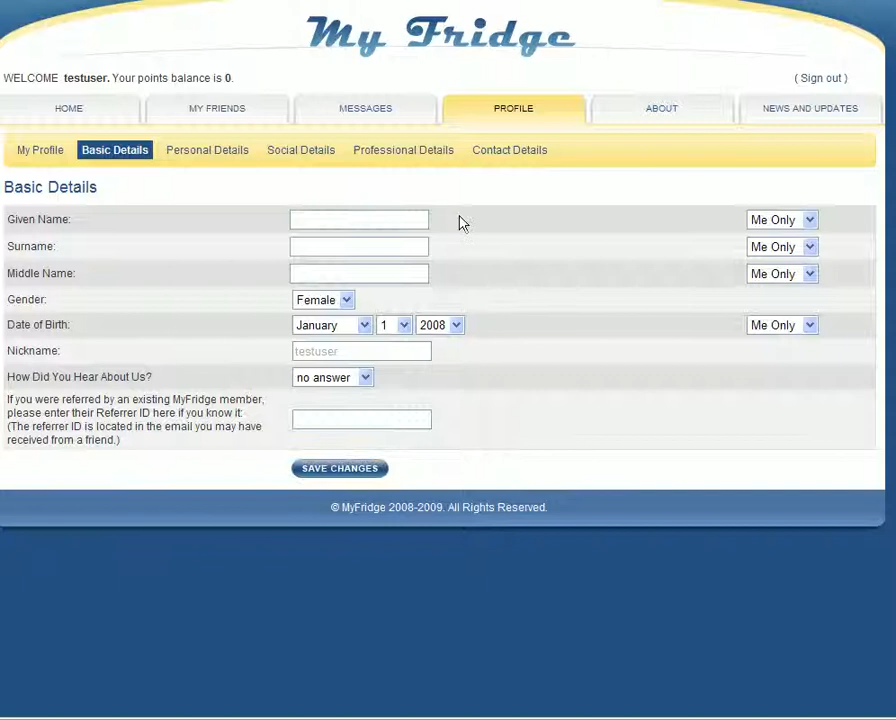 My Fridge
WELCOME testuser. Your points balance is 0.
( Sign out )
HOME
MY FRIENDS
MESSAGES
PROFILE
ABOUT
NEWS AND UPDATES
My Profile
Basic Details
Personal Details
Social Details
Professional Details
Contact Details
Basic Details
Given Name:
Me Only
Surname:
Me Only
Middle Name:
Me Only
Gender:
Female
Date of Birth:
January
1
2008
Me Only
Nickname:
testuser
How Did You Hear About Us?
no answer
If you were referred by an existing MyFridge member,
please enter their Referrer ID here if you know it:
(The referrer ID is located in the email you may have
received from a friend.)
SAVE CHANGES
© MyFridge 2008-2009. All Rights Reserved.